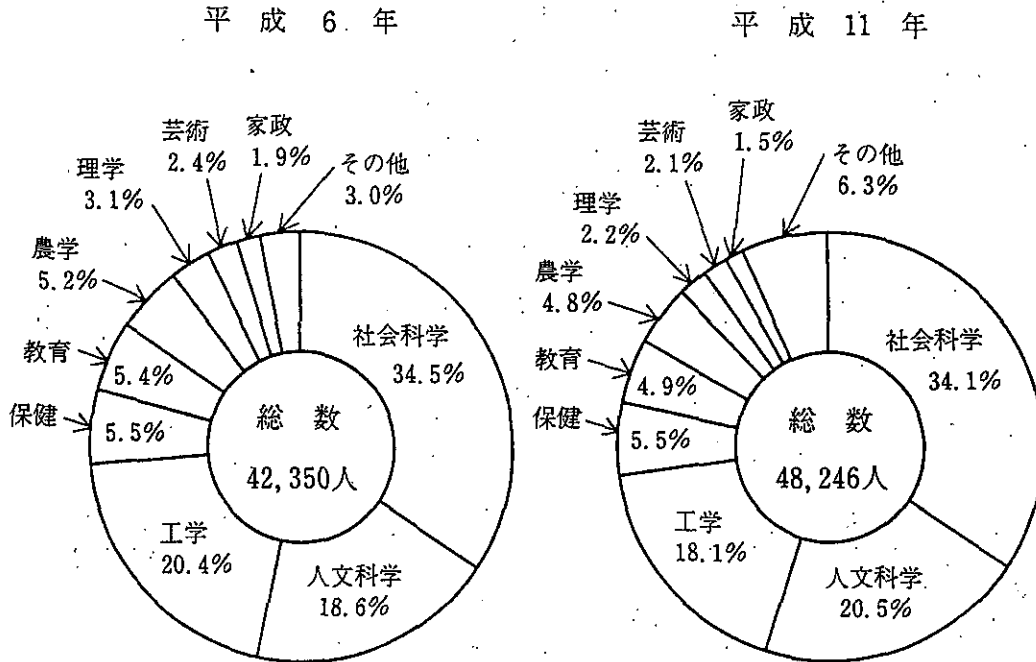 平成6年
芸術
2.4%
家政
1.9%
その他
3.0%
理学
3.1%
農学
5.2%
教育
5.4%
保健
5.5%
社会科学
34.5%
総数
42,350人
工学
20.4%
人文科学
18.6%
平成11年
芸術
2.1%
家政
1.5%
その他
6.3%
理学
2.2%
農学
4.8%
教育
4.9%
保健
5.5%
社会科学
34.1%
総数
48,246人
工学
18.1%
人文科学
20.5%